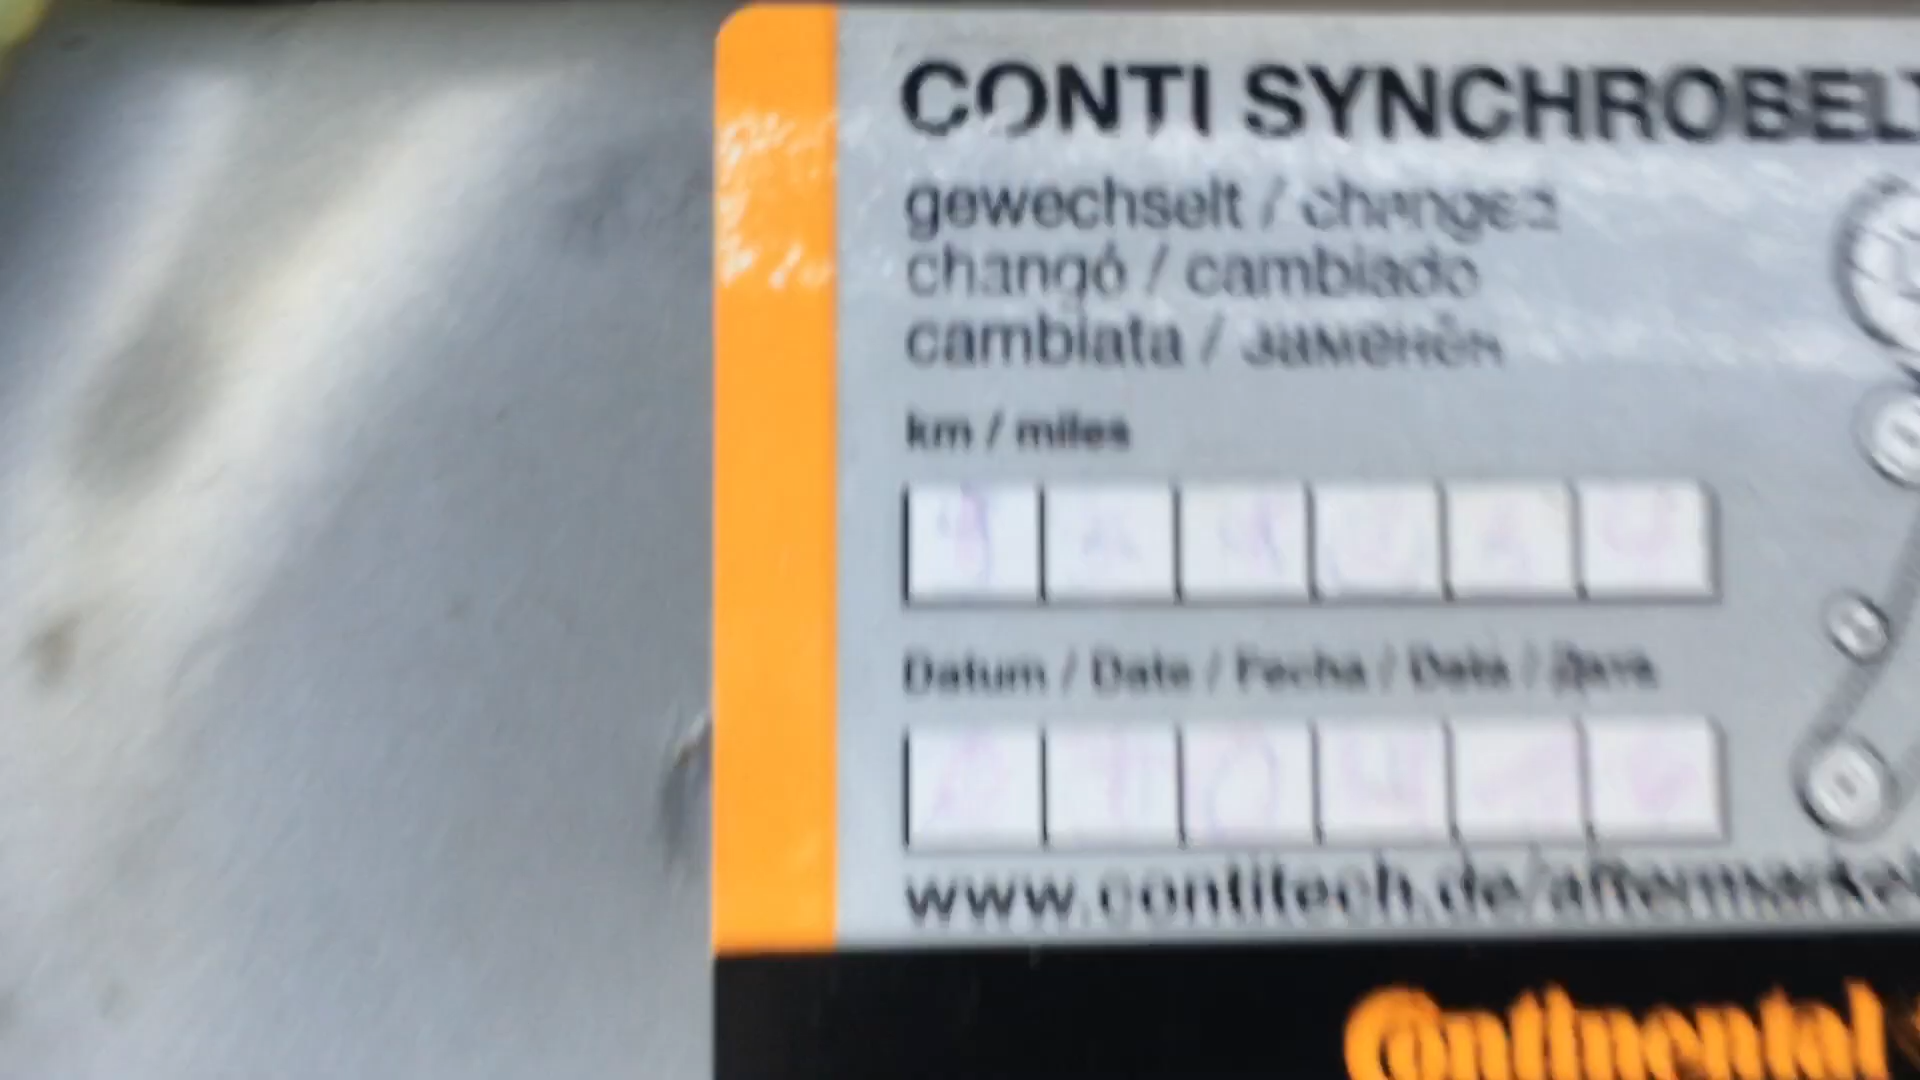 CONTI SYNCHROBELT
gewechselt / changed
changó / cambiado
cambiata / заменён
km / miles
Datum / Date / Fecha / Data / Дата
www.contitech.de/aftermarket
Continental